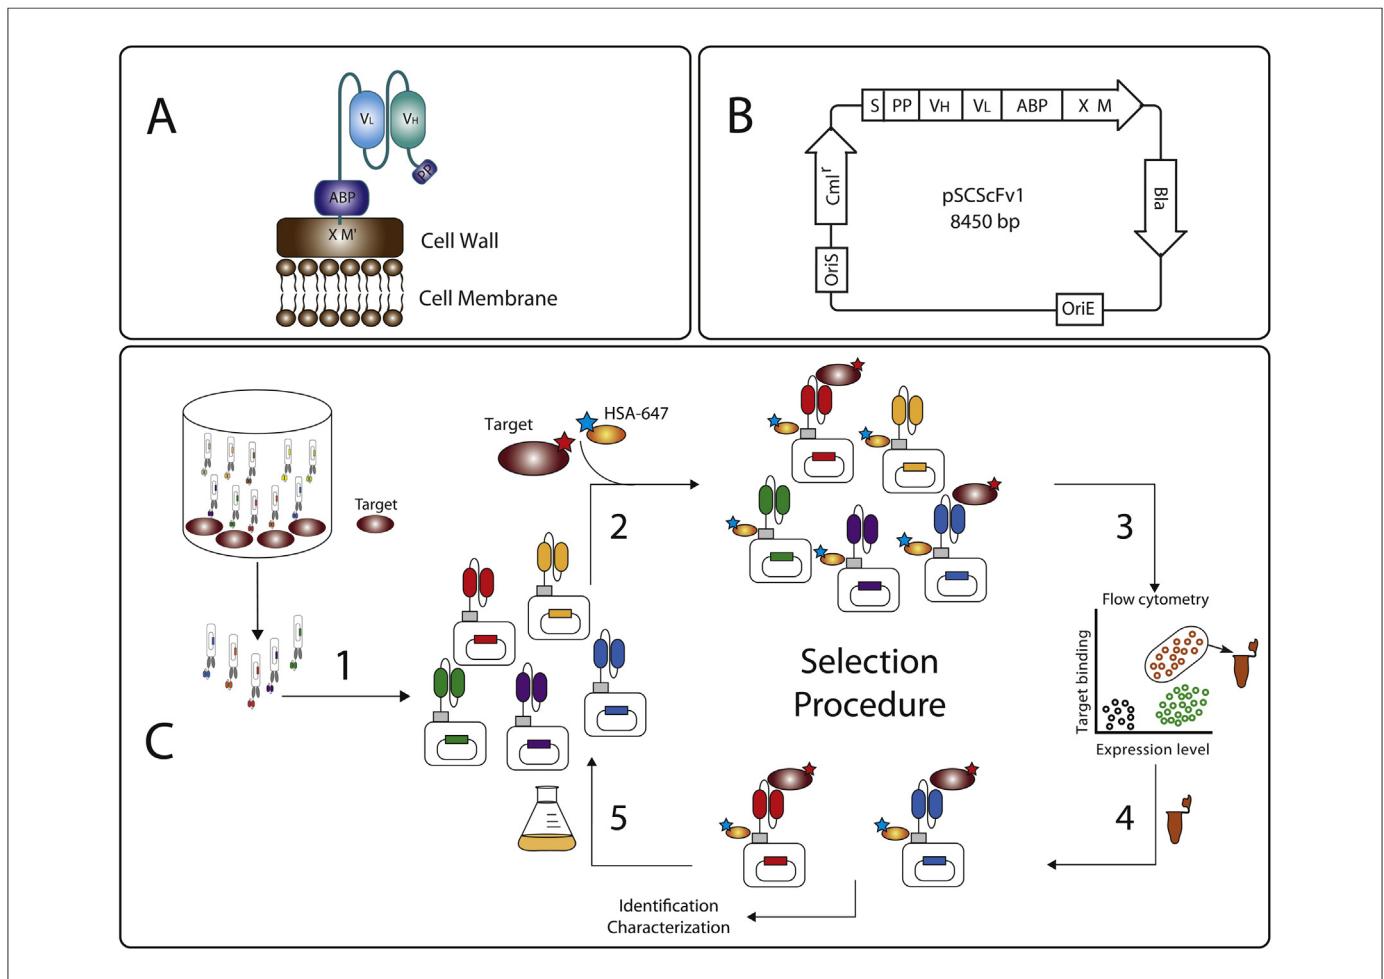 A
VL
VH
PP
ABP
X M'
Cell Wall
Cell Membrane
B
S PP VH VL ABP X M
Cmlr
pSCScFv1
8450 bp
Bla
OriS
OriE
C
Target
1
Target
HSA-647
2
3
Flow cytometry
Target binding
Expression level
Selection
Procedure
4
5
Identification
Characterization